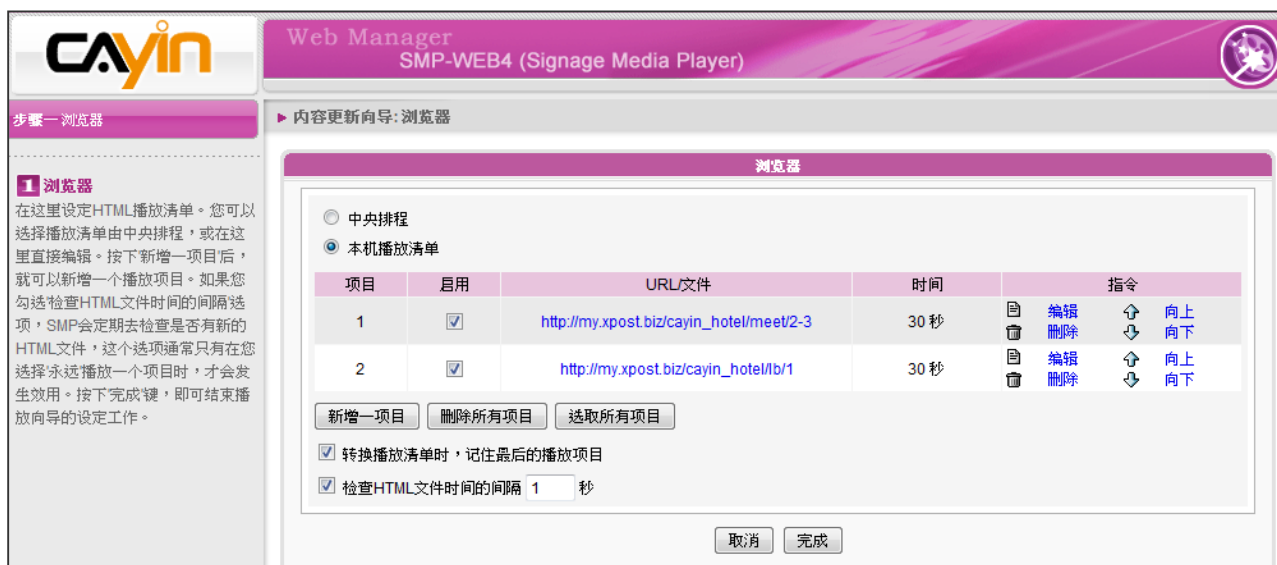 CAYin
Web Manager
SMP-WEB4 (Signage Media Player)
步骤一 浏览器
内容更新向导: 浏览器
1 浏览器
在这里设定HTML播放清单。您可以
选择播放清单由中央排程，或在这
里直接编辑。按下'新增一项目'后，
就可以新增一个播放项目。如果您
勾选'检查HTML文件时间的间隔'选
项，SMP会定期去检查是否有新的
HTML文件，这个选项通常只有在您
选择'永远播放一个项目'时，才会发
生效用。按下'完成'键，即可结束播
放向导的设定工作。
浏览器
中央排程
本机播放清单
项目 启用 URL/文件 时间 指令
1 http://my.xpost.biz/cayin_hotel/meet/2-3 30 秒 编辑 向上
删除 向下
2 http://my.xpost.biz/cayin_hotel/lb/1 30 秒 编辑 向上
删除 向下
新增一项目 删除所有项目 选取所有项目
转换播放清单时，记住最后的播放项目
检查HTML文件时间的间隔 1 秒
取消 完成